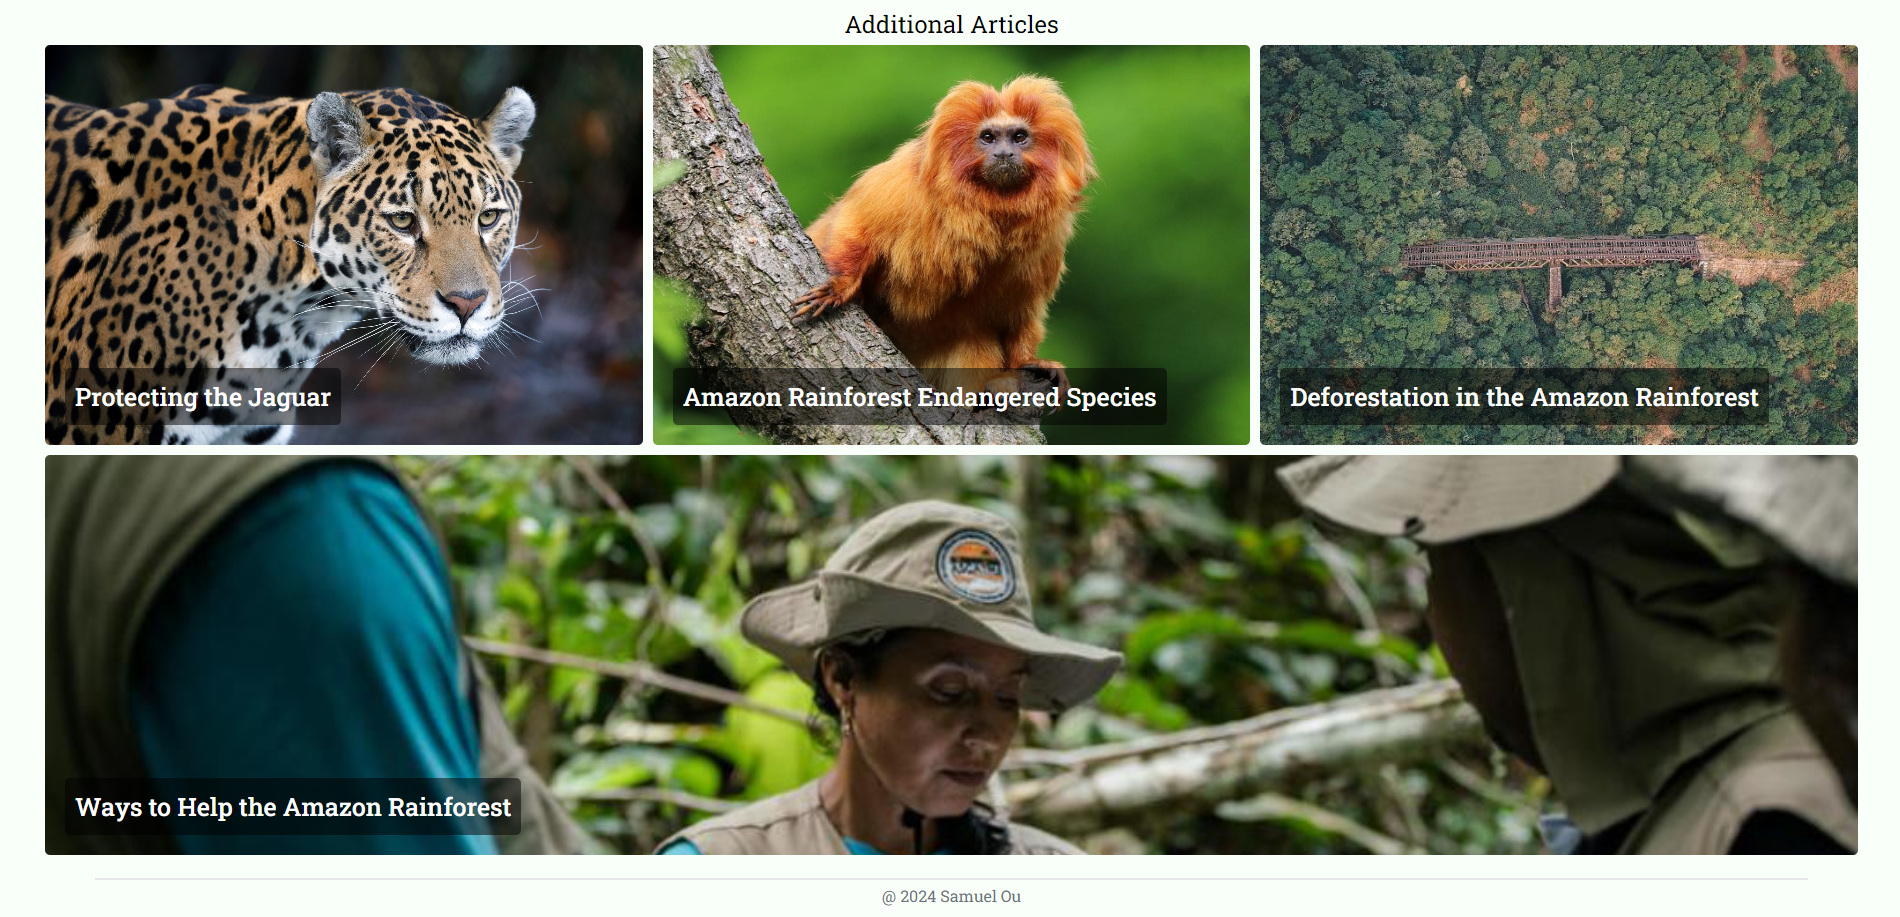 Additional Articles
Protecting the Jaguar
Amazon Rainforest Endangered Species
Deforestation in the Amazon Rainforest
Ways to Help the Amazon Rainforest
@ 2024 Samuel Ou